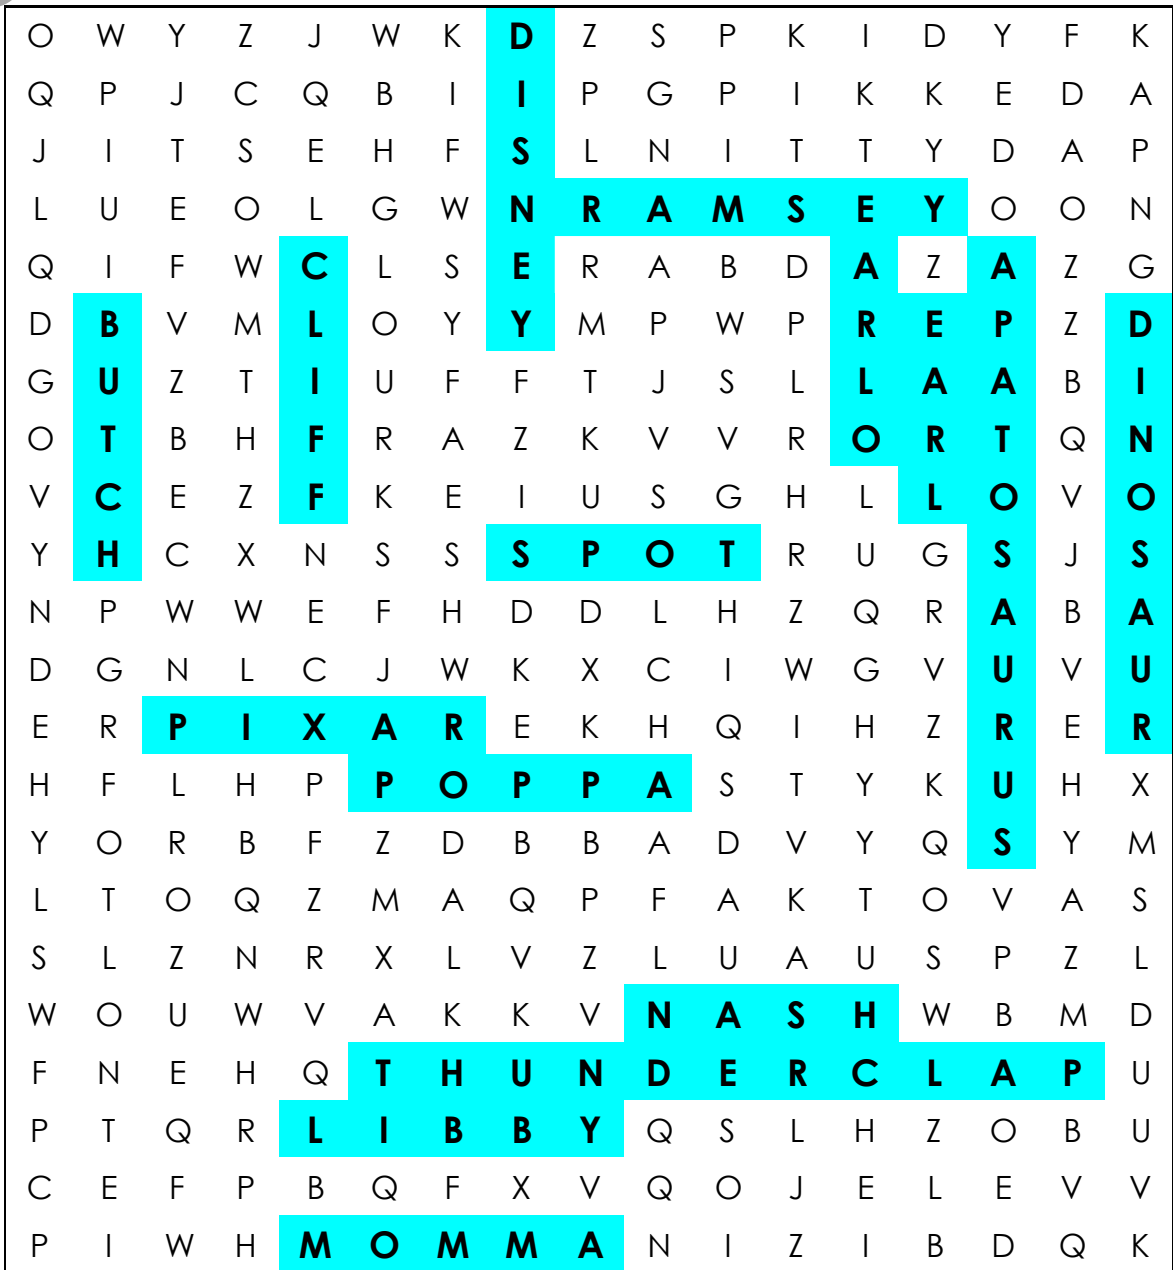 O W Y Z J W K D Z S P K I D Y F K
Q P J C Q B I I P G P I K K E D A
J I T S E H F S L N I T T Y D A P
L U E O L G W N R A M S E Y O O N
Q I F W C L S E R A B D A Z A Z G
D B V M L O Y Y M P W P R E P Z D
G U Z T I U F F T J S L L A A B I
O T B H F R A Z K V V R O R T Q N
V C E Z F K E I U S G H L L O V O
Y H C X N S S S P O T R U G S J S
N P W W E F H D D L H Z Q R A B A
D G N L C J W K X C I W G V U V U
E R P I X A R E K H Q I H Z R E R
H F L H P P O P P A S T Y K U H X
Y O R B F Z D B B A D V Y Q S Y M
L T O Q Z M A Q P F A K T O V A S
S L Z N R X L V Z L U A U S P Z L
W O U W V A K K V N A S H W B M D
F N E H Q T H U N D E R C L A P U
P T Q R L I B B Y Q S L H Z O B U
C E F P B Q F X V Q O J E L E V V
P I W H M O M M A N I Z I B D Q K